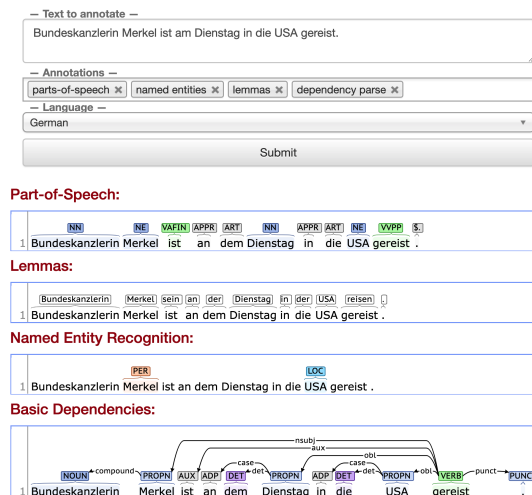 Text to annotate
Bundeskanzlerin Merkel ist am Dienstag in die USA gereist.
Annotations
parts-of-speech × named entities × lemmas × dependency parse ×
Language
German
Submit
Part-of-Speech:
NN NE VAFIN APPR ART NN APPR ART NE VVPP $.
1 Bundeskanzlerin Merkel ist an dem Dienstag in die USA gereist .
Lemmas:
Bundeskanzlerin Merkel sein an der Dienstag in der USA reisen .
1 Bundeskanzlerin Merkel ist an dem Dienstag in die USA gereist .
Named Entity Recognition:
PER LOC
1 Bundeskanzlerin Merkel ist an dem Dienstag in die USA gereist .
Basic Dependencies:
nsubj
aux
obl
case case
compound det det obl punct
NOUN PROPN AUX ADP DET PROPN ADP DET PROPN VERB PUNC
1 Bundeskanzlerin Merkel ist an dem Dienstag in die USA gereist